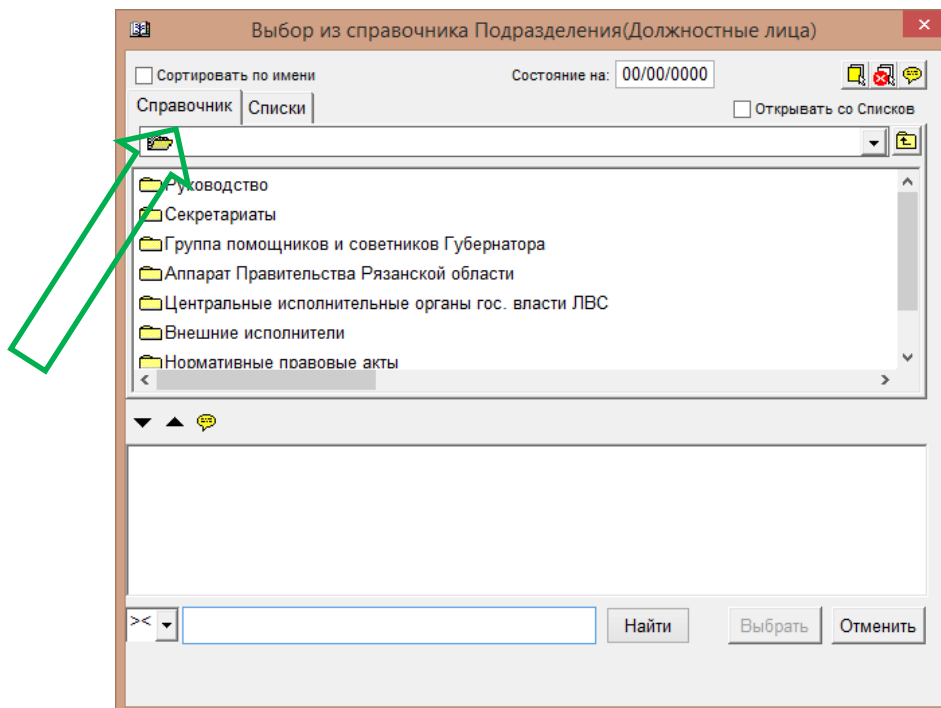 Выбор из справочника Подразделения(Должностные лица)
Сортировать по имени
Состояние на: 00/00/0000
Справочник
Списки
Открывать со Списков
Руководство
Секретариаты
Группа помощников и советников Губернатора
Аппарат Правительства Рязанской области
Центральные исполнительные органы гос. власти ЛВС
Внешние исполнители
Нормативные правовые акты
><
Найти
Выбрать
Отменить